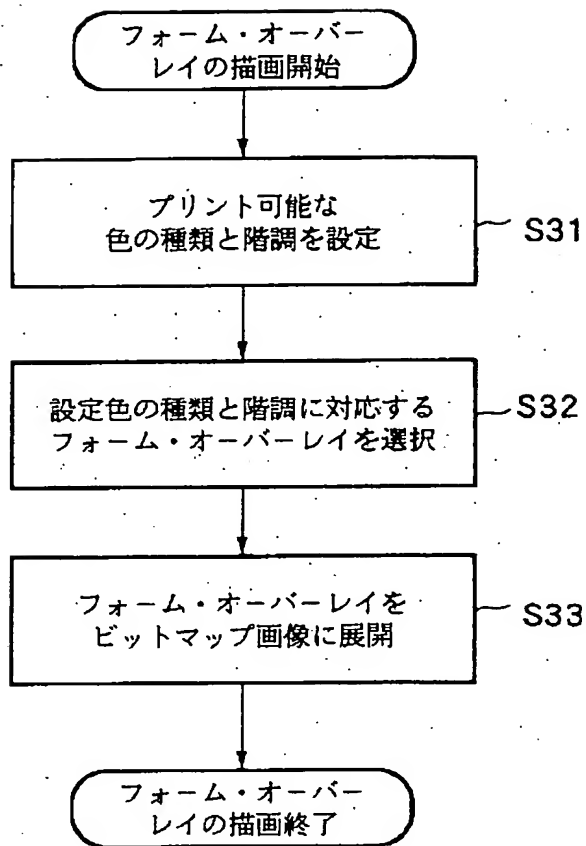 フォーム・オーバー
レイの描画開始
プリント可能な
色の種類と階調を設定
S31
設定色の種類と階調に対応する
フォーム・オーバーレイを選択
S32
フォーム・オーバーレイを
ビットマップ画像に展開
S33
フォーム・オーバー
レイの描画終了